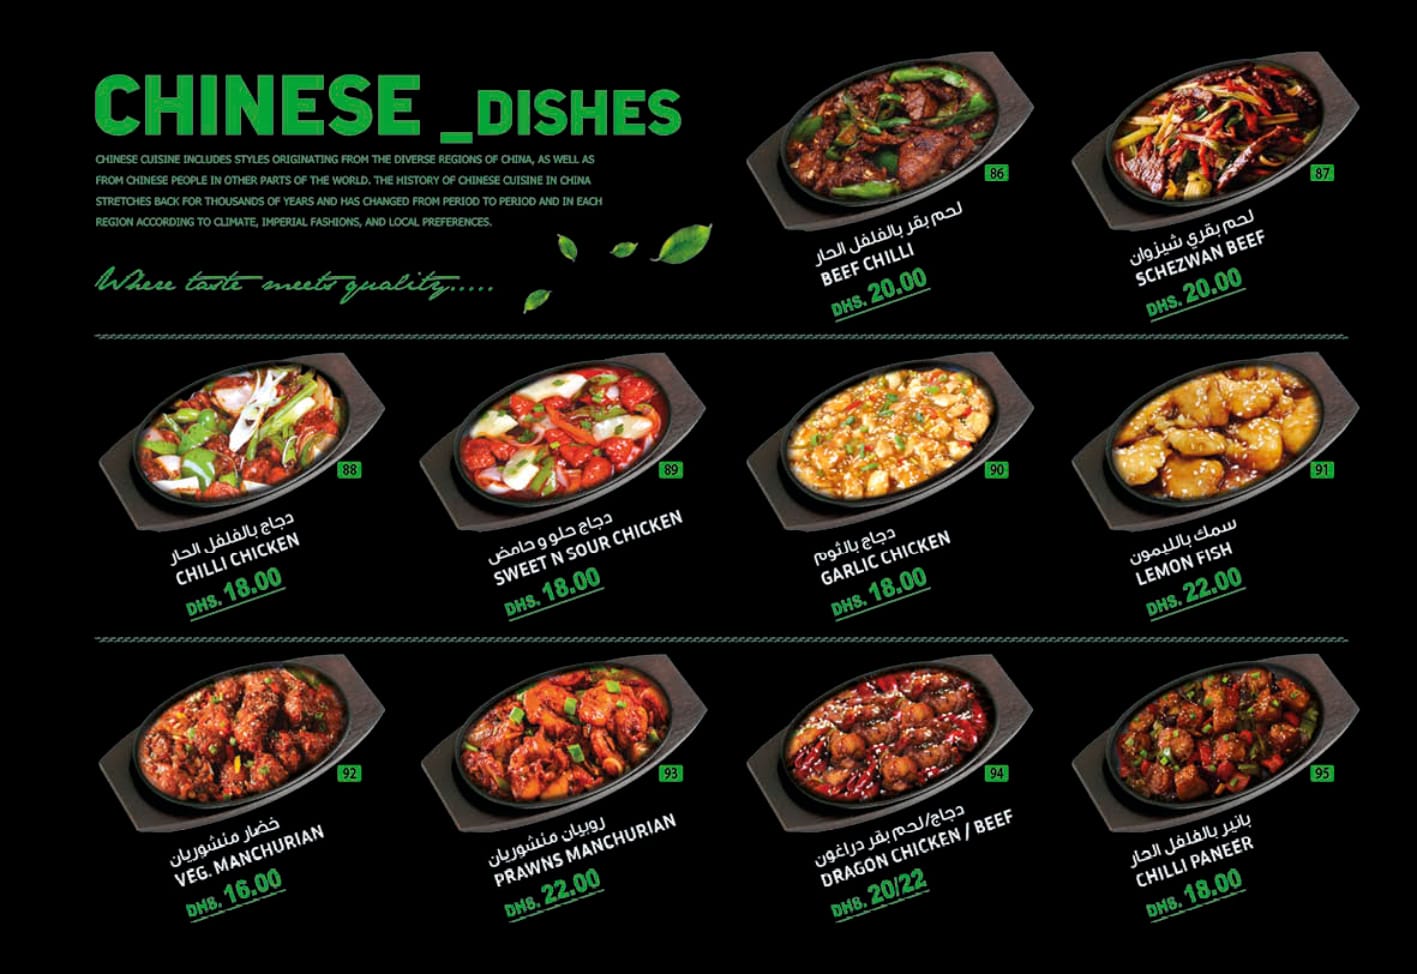 CHINESE _DISHES
CHINESE CUISINE INCLUDES STYLES ORIGINATING FROM THE DIVERSE REGIONS OF CHINA, AS WELL AS
FROM CHINESE PEOPLE IN OTHER PARTS OF THE WORLD. THE HISTORY OF CHINESE CUISINE IN CHINA
STRETCHES BACK FOR THOUSANDS OF YEARS AND HAS CHANGED FROM PERIOD TO PERIOD AND IN EACH
REGION ACCORDING TO CLIMATE, IMPERIAL FASHIONS, AND LOCAL PREFERENCES.
Where taste meets quality.....
86
لحم بقر بالفلفل الحار
BEEF CHILLI
DHS. 20.00
87
لحم بقري شيزوان
SCHEZWAN BEEF
DHS. 20.00
88
دجاج بالفلفل الحار
CHILLI CHICKEN
DHS. 18.00
89
دجاج حلو و حامض
SWEET N SOUR CHICKEN
DHS. 18.00
90
دجاج بالثوم
GARLIC CHICKEN
DHS. 18.00
91
سمك بالليمون
LEMON FISH
DHS. 22.00
92
خضار منشوريان
VEG. MANCHURIAN
DHS. 16.00
93
روبيان منشوريان
PRAWNS MANCHURIAN
DHS. 22.00
94
دجاج/لحم بقر دراغون
DRAGON CHICKEN / BEEF
DHS. 20/22
95
بانير بالفلفل الحار
CHILLI PANEER
DHS. 18.00